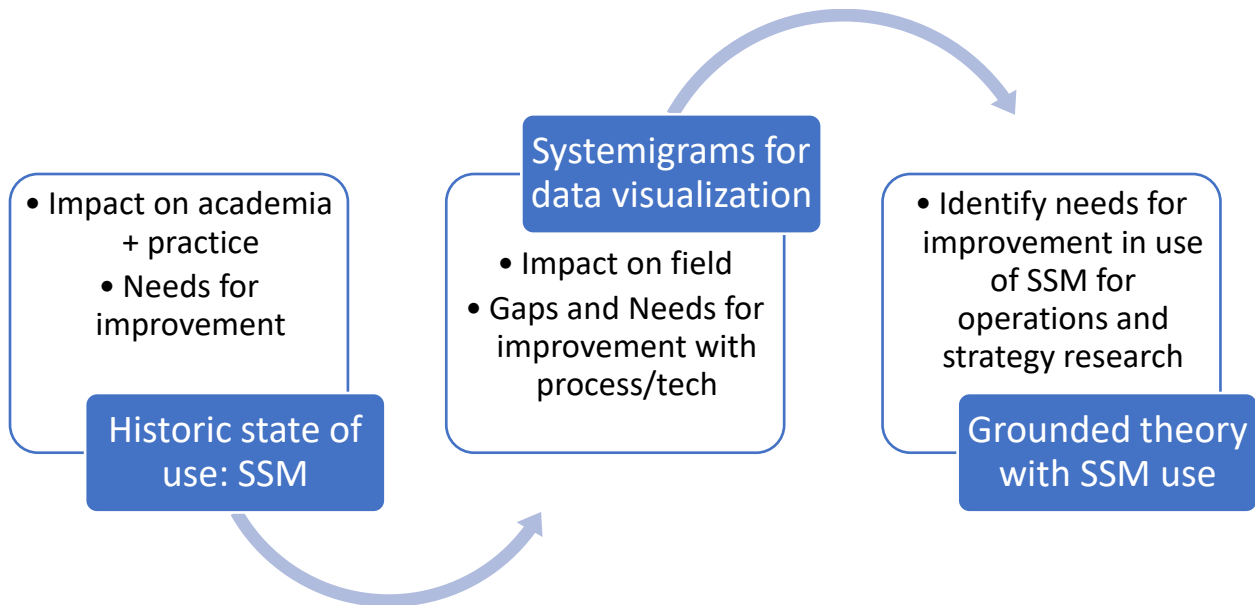 • Impact on academia
+ practice
• Needs for
improvement
Historic state of
use: SSM
Systemigrams for
data visualization
• Impact on field
• Gaps and Needs for
improvement with
process/tech
• Identify needs for
improvement in use
of SSM for
operations and
strategy research
Grounded theory
with SSM use